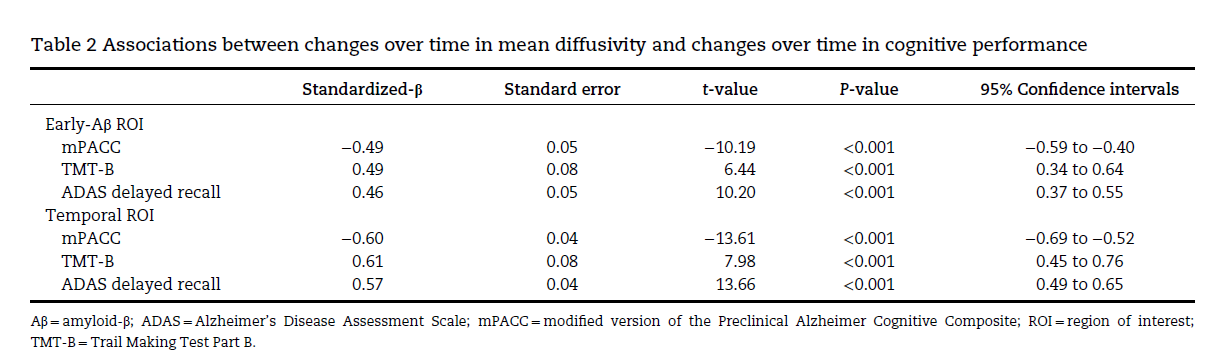 Table 2 Associations between changes over time in mean diffusivity and changes over time in cognitive performance
Standardized-β Standard error t-value P-value 95% Confidence intervals
Early-Aβ ROI
mPACC −0.49 0.05 −10.19 <0.001 −0.59 to −0.40
TMT-B 0.49 0.08 6.44 <0.001 0.34 to 0.64
ADAS delayed recall 0.46 0.05 10.20 <0.001 0.37 to 0.55
Temporal ROI
mPACC −0.60 0.04 −13.61 <0.001 −0.69 to −0.52
TMT-B 0.61 0.08 7.98 <0.001 0.45 to 0.76
ADAS delayed recall 0.57 0.04 13.66 <0.001 0.49 to 0.65
Aβ = amyloid-β; ADAS = Alzheimer's Disease Assessment Scale; mPACC = modified version of the Preclinical Alzheimer Cognitive Composite; ROI = region of interest;
TMT-B = Trail Making Test Part B.